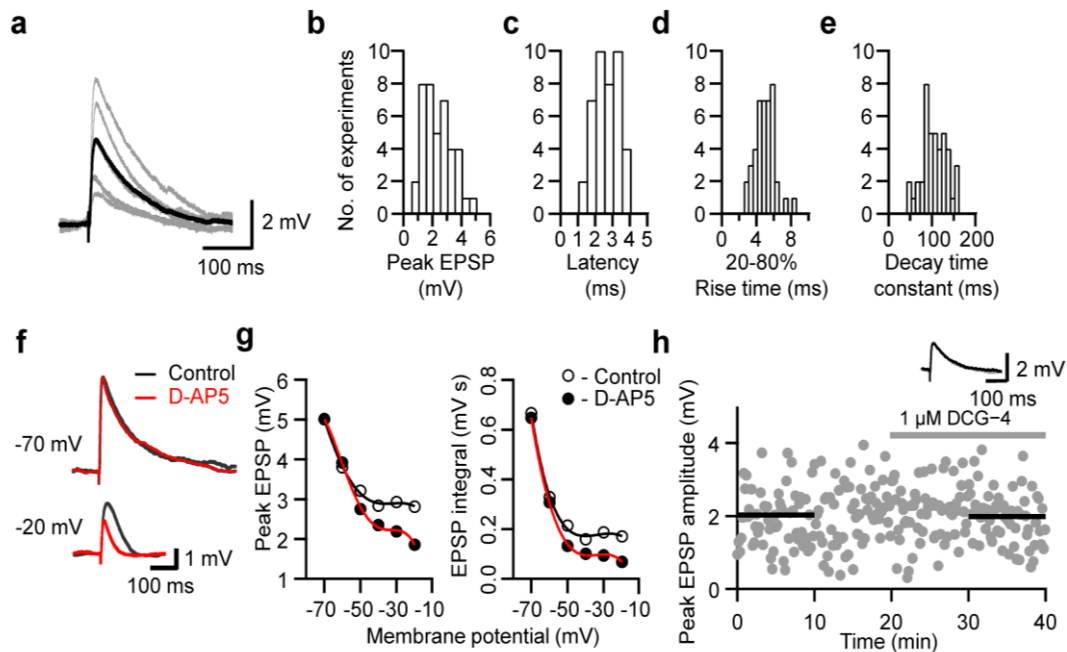 a
2 mV
100 ms
b
No. of experiments
10
8
6
4
2
0
0 2 4 6
Peak EPSP
(mV)
c
10
8
6
4
2
0
0 1 2 3 4 5
Latency
(ms)
d
10
8
6
4
2
0
0 4 8
20-80%
Rise time (ms)
e
10
8
6
4
2
0
0 100 200
Decay time
constant (ms)
f
Control
D-AP5
-70 mV
-20 mV
1 mV
100 ms
g
Peak EPSP (mV)
6
5
4
3
2
1
-70 -50 -30 -10
EPSP integral (mV s)
0.8
0.6
0.4
0.2
0.0
-70 -50 -30 -10
- Control
- D-AP5
Membrane potential (mV)
h
2 mV
100 ms
1 µM DCG−4
Peak EPSP amplitude (mV)
4
2
0
0 10 20 30 40
Time (min)